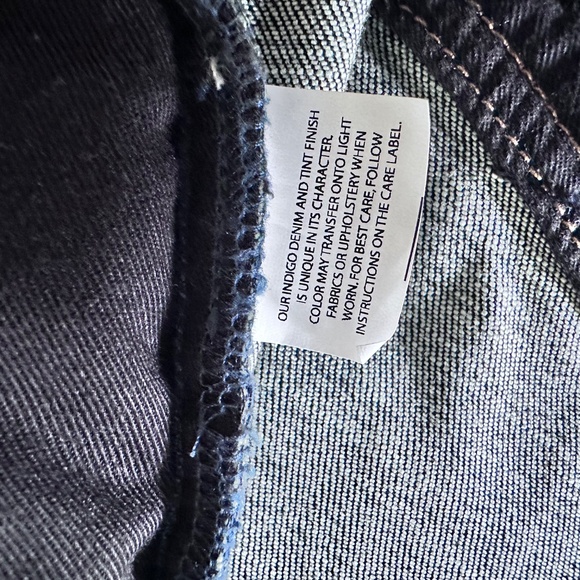 OUR INDIGO DENIM AND TINT FINISH
IS UNIQUE IN ITS CHARACTER.
COLOR MAY TRANSFER ONTO LIGHT
FABRICS OR UPHOLSTERY WHEN
WORN. FOR BEST CARE, FOLLOW
INSTRUCTIONS ON THE CARE LABEL.